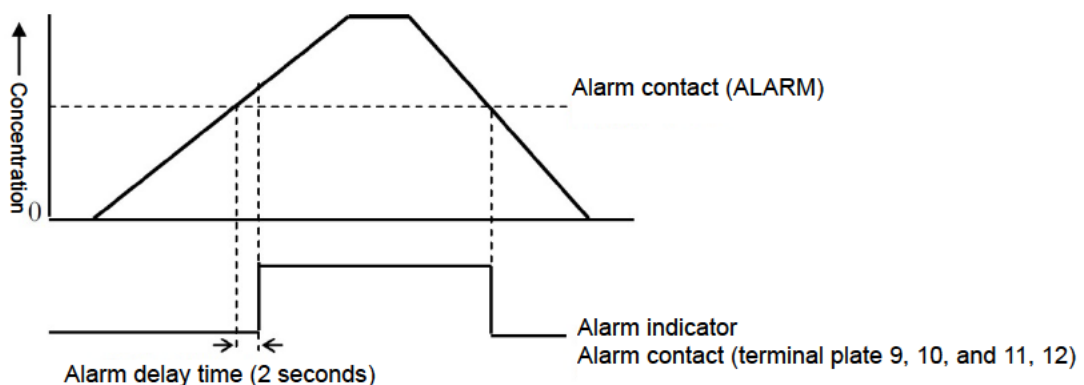 Concentration
0
Alarm contact (ALARM)
Alarm indicator
Alarm contact (terminal plate 9, 10, and 11, 12)
Alarm delay time (2 seconds)